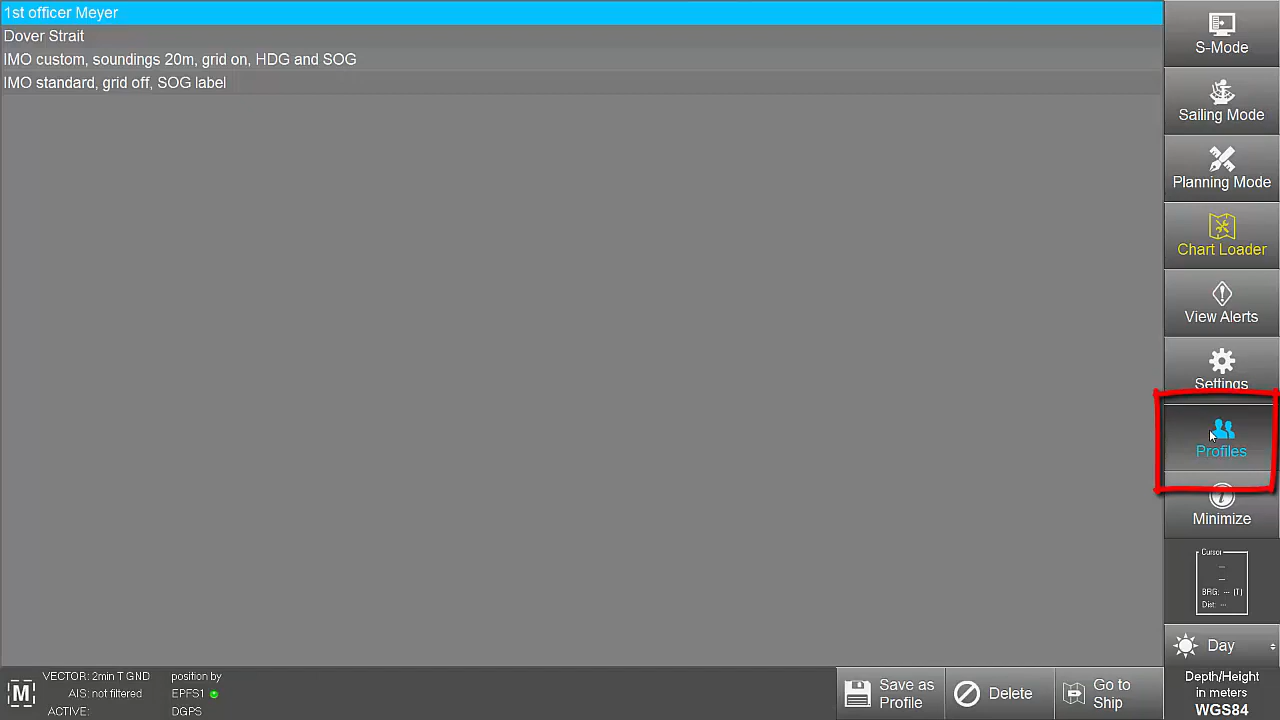 1st officer Meyer
Dover Strait
IMO custom, soundings 20m, grid on, HDG and SOG
IMO standard, grid off, SOG label
S-Mode
Sailing Mode
Planning Mode
Chart Loader
View Alerts
Settings
Profiles
Minimize
Cursor
--
--
BRG: -- (T)
Dist: --
Day
Depth/Height
in meters
WGS84
M
VECTOR: 2min T GND
AIS: not filtered
ACTIVE:
position by
EPFS1
DGPS
Save as
Profile
Delete
Go to
Ship